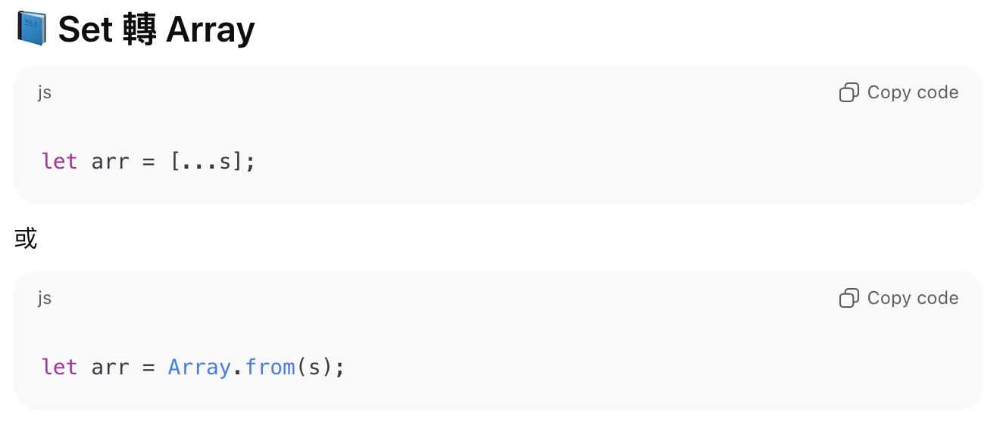 📘 Set 轉 Array
js
Copy code
let arr = [...s];
或
js
Copy code
let arr = Array.from(s);